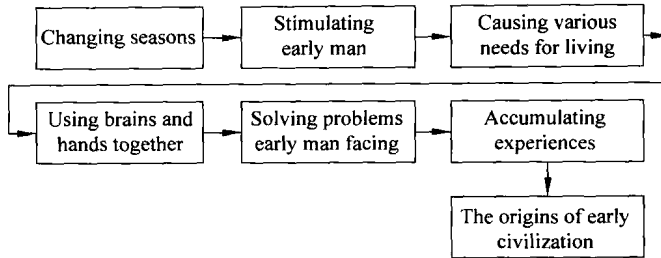 Changing seasons
Stimulating
early man
Causing various
needs for living
Using brains and
hands together
Solving problems
early man facing
Accumulating
experiences
The origins of early
civilization